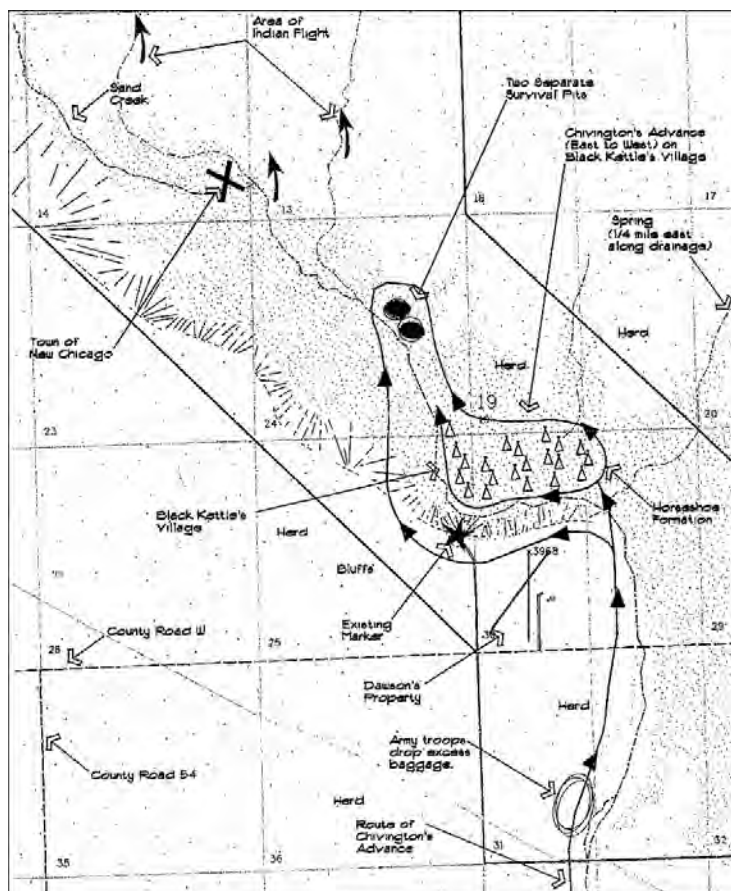 Area of
Indian Flight
Sand
Creek
Two Separate
Survival Pits
Chivington's Advance
(East to West) on
Black Kettle's Village
14
13
18
17
Spring
(1/4 mile east
along drainage)
Town of
New Chicago
Herd
Herd
19
20
23
24
Black Kettle's
Village
Horseshoe
Formation
Herd
Bluffs
3968
Existing
Marker
County Road W
26
25
29
Dawson's
Property
Herd
Army troops
drop excess
baggage.
County Road 54
Herd
Route of
Chivington's
Advance
35
36
31
32